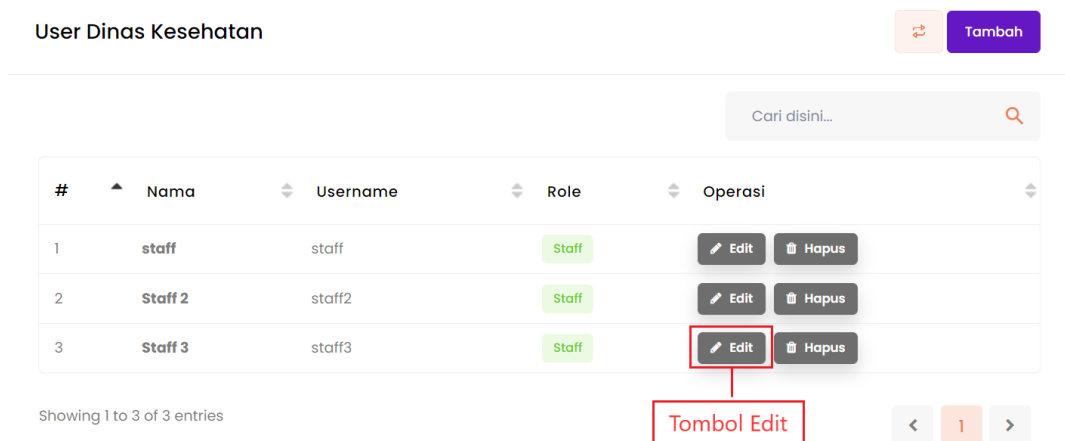 User Dinas Kesehatan
Tambah
Cari disini...
# Nama Username Role Operasi
1 staff staff Staff Edit Hapus
2 Staff 2 staff2 Staff Edit Hapus
3 Staff 3 staff3 Staff Edit Hapus
Tombol Edit
Showing 1 to 3 of 3 entries
1